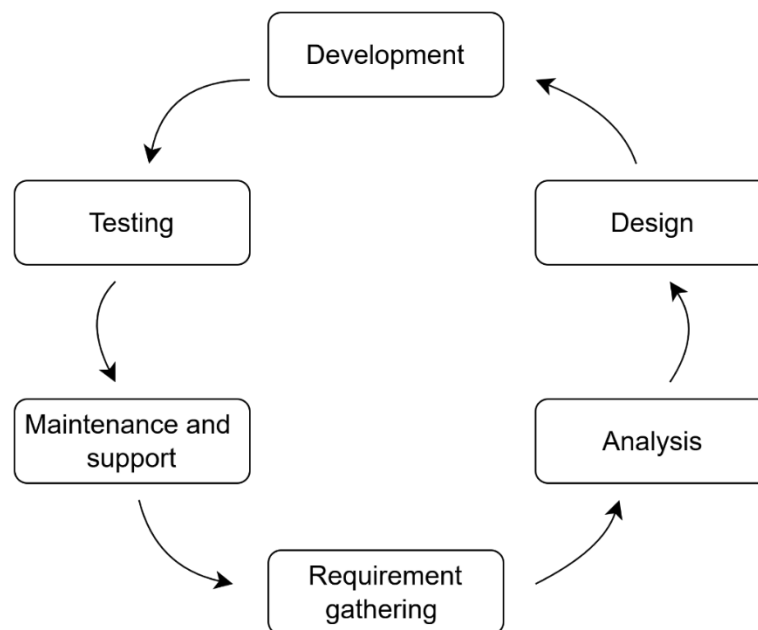 Development
Testing
Design
Maintenance and
support
Analysis
Requirement
gathering